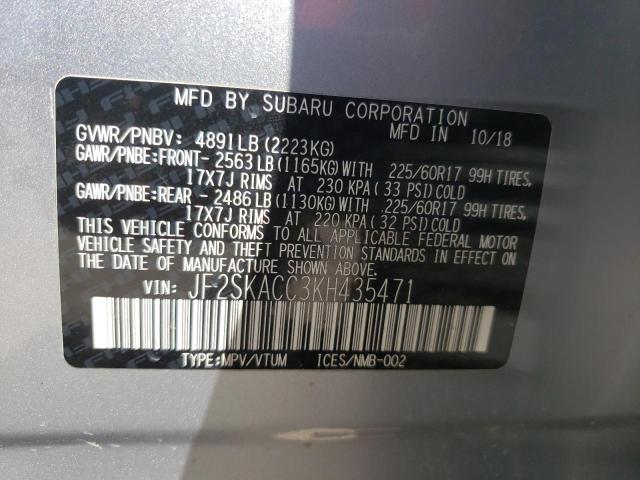 MFD BY SUBARU CORPORATION
GVWR/PNBV: 4891LB(2223KG) MFD IN 10/18
GAWR/PNBE:FRONT- 2563LB(1165KG)WITH 225/60R17 99H TIRES,
17X7J RIMS AT 230 KPA(33 PSI)COLD
GAWR/PNBE:REAR - 2486LB(1130KG)WITH 225/60R17 99H TIRES,
17X7J RIMS AT 220 KPA(32 PSI)COLD
THIS VEHICLE CONFORMS TO ALL APPLICABLE FEDERAL MOTOR
VEHICLE SAFETY AND THEFT PREVENTION STANDARDS IN EFFECT ON
THE DATE OF MANUFACTURE SHOWN ABOVE.
VIN: JF2SKACC3KH435471
TYPE:MPV/VTUM ICES/NMB-002